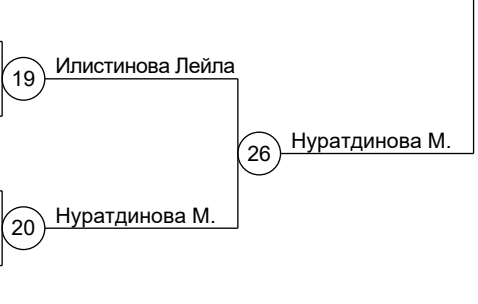 19 Илистинова Лейла
26 Нуратдинова М.
20 Нуратдинова М.